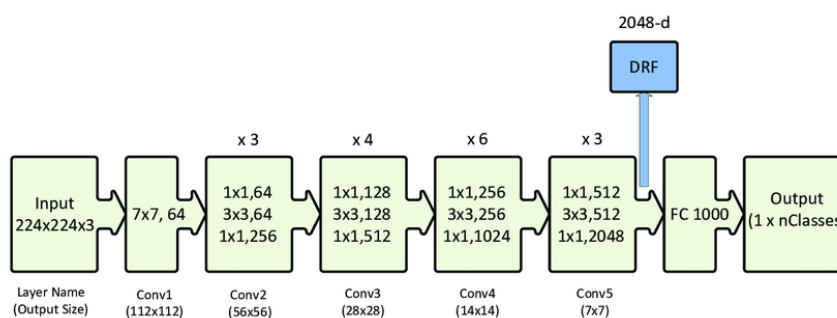 2048-d
DRF
x 3
x 4
x 6
x 3
Input
224x224x3
7x7, 64
1x1,64
3x3,64
1x1,256
1x1,128
3x3,128
1x1,512
1x1,256
3x3,256
1x1,1024
1x1,512
3x3,512
1x1,2048
FC 1000
Output
(1 x nClasses
Layer Name
(Output Size)
Conv1
(112x112)
Conv2
(56x56)
Conv3
(28x28)
Conv4
(14x14)
Conv5
(7x7)